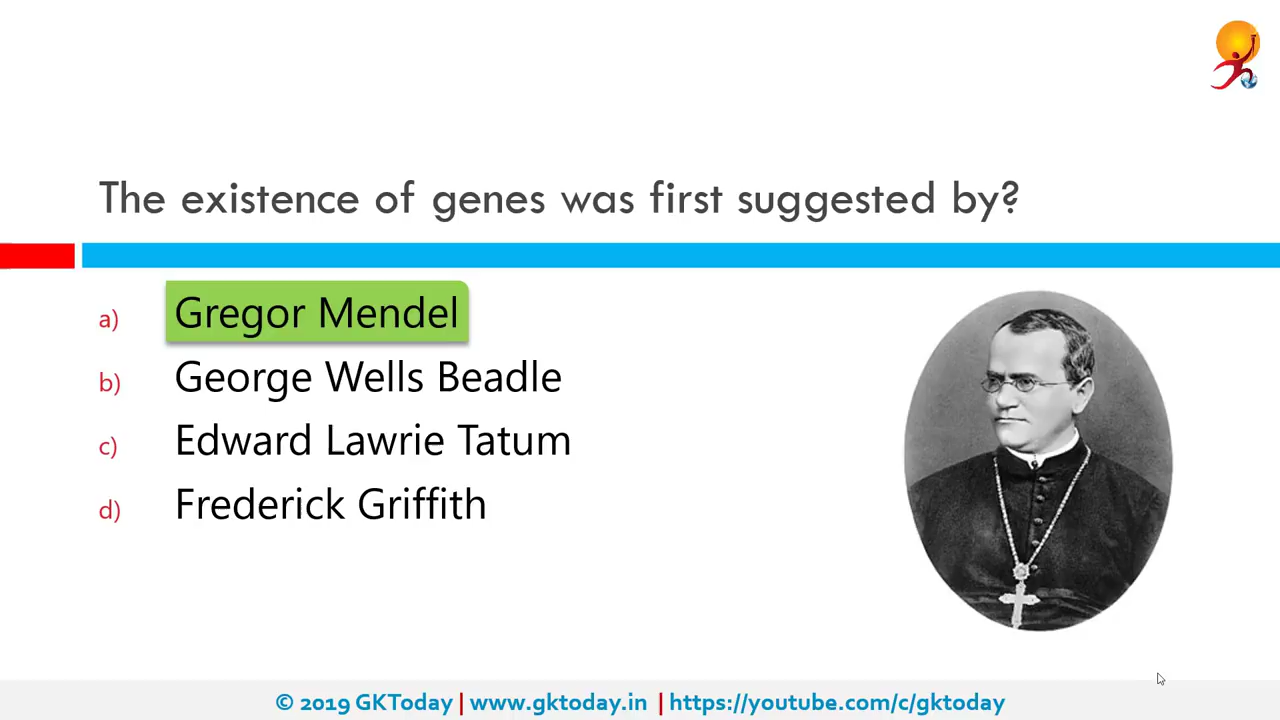 The existence of genes was first suggested by?
a) Gregor Mendel
b) George Wells Beadle
c) Edward Lawrie Tatum
d) Frederick Griffith
© 2019 GKToday | www.gktoday.in | https://youtube.com/c/gktoday